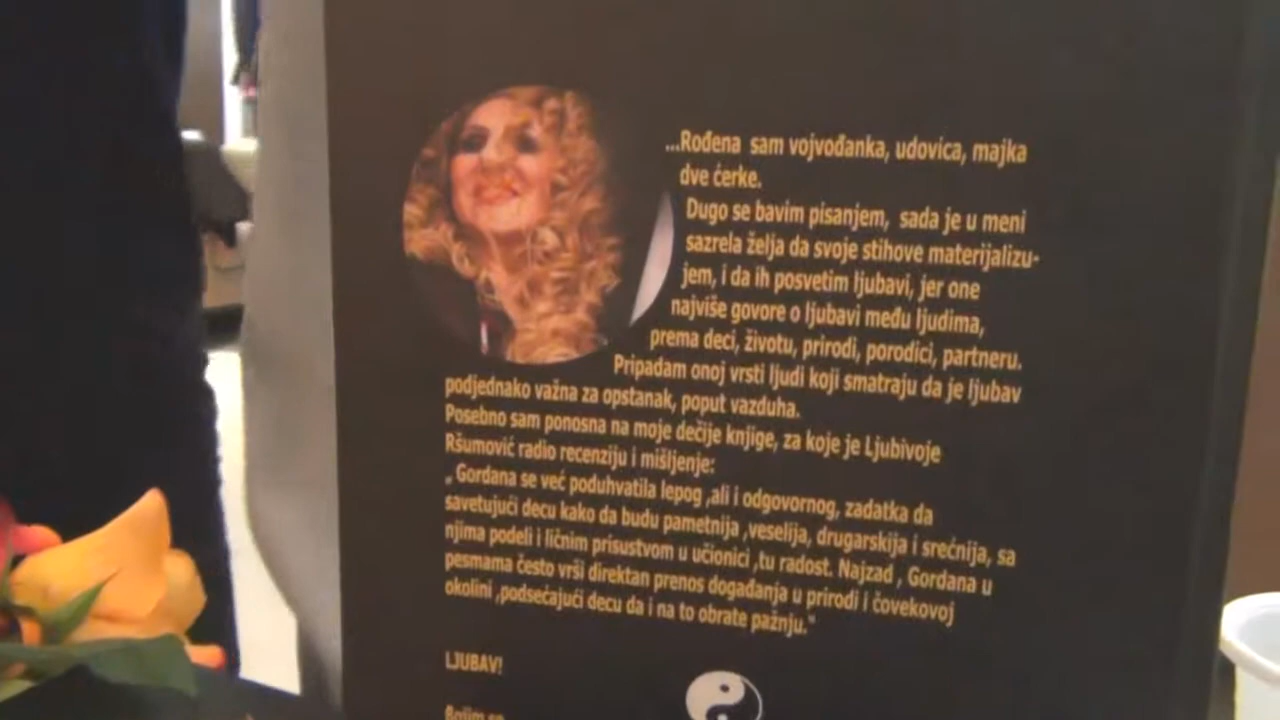 ...Rođena sam vojvođanka, udovica, majka
dve ćerke.
Dugo se bavim pisanjem, sada je u meni
sazrela želja da svoje stihove materijalizu-
jem, i da ih posvetim ljubavi, jer one
najviše govore o ljubavi među ljudima,
prema deci, životu, prirodi, porodici, partneru.
Pripadam onoj vrsti ljudi koji smatraju da je ljubav
podjednako važna za opstanak, poput vazduha.
Posebno sam ponosna na moje dečije knjige, za koje je Ljubivoje
Ršumović radio recenziju i mišljenje:
„ Gordana se već poduhvatila lepog ,ali i odgovornog, zadatka da
savetujući decu kako da budu pametnija ,veselija, drugarskija i srećnija, sa
njima podeli i ličnim prisustvom u učionici ,tu radost. Najzad , Gordana u
pesmama često vrši direktan prenos događanja u prirodi i čovekovoj
okolini ,podsećajući decu da i na to obrate pažnju."
LJUBAV!
Bojim se